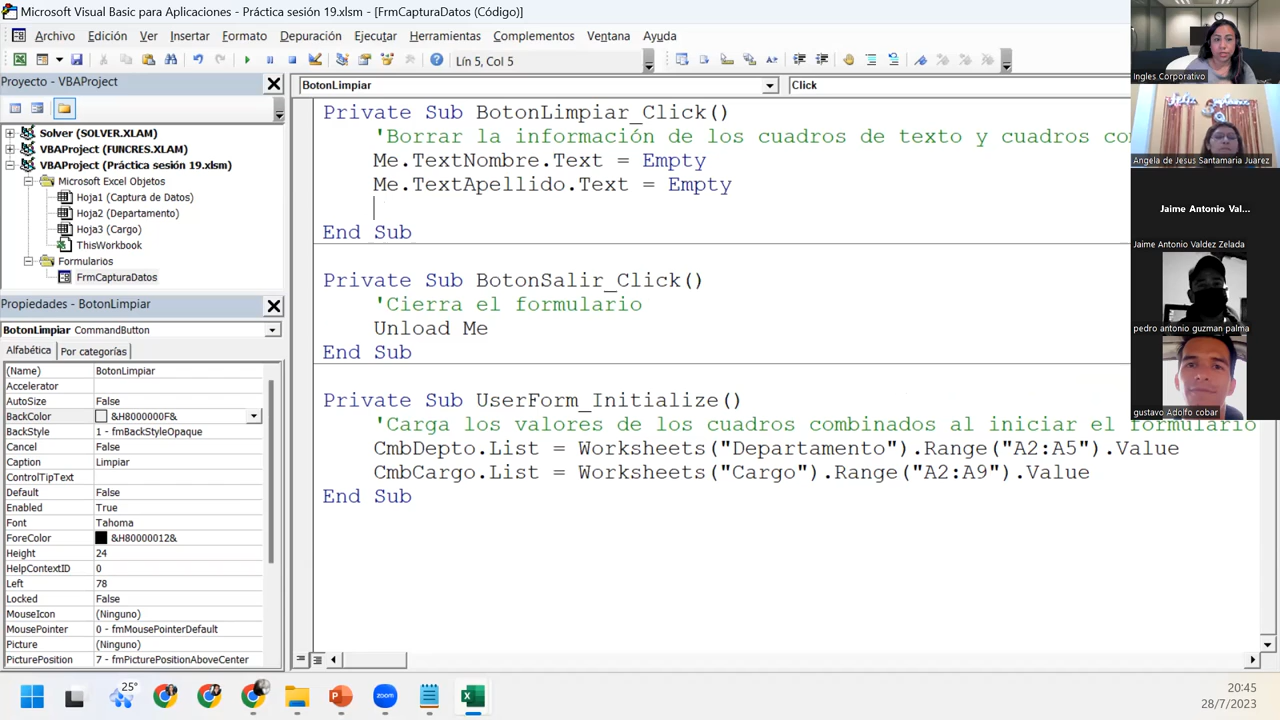 Microsoft Visual Basic para Aplicaciones - Práctica sesión 19.xlsm - [FrmCapturaDatos (Código)]
Archivo Edición Ver Insertar Formato Depuración Ejecutar Herramientas Complementos Ventana Ayuda
Lín 5, Col 5
Proyecto - VBAProject
Solver (SOLVER.XLAM)
VBAProject (FUNCRES.XLAM)
VBAProject (Práctica sesión 19.xlsm)
Microsoft Excel Objetos
Hoja1 (Captura de Datos)
Hoja2 (Departamento)
Hoja3 (Cargo)
ThisWorkbook
Formularios
FrmCapturaDatos
Propiedades - BotonLimpiar
BotonLimpiar CommandButton
Alfabética Por categorías
(Name) BotonLimpiar
Accelerator
AutoSize False
BackColor &H8000000F&
BackStyle 1 - fmBackStyleOpaque
Cancel False
Caption Limpiar
ControlTipText
Default False
Enabled True
Font Tahoma
ForeColor &H80000012&
Height 24
HelpContextID 0
Left 78
Locked False
MouseIcon (Ninguno)
MousePointer 0 - fmMousePointerDefault
Picture (Ninguno)
PicturePosition 7 - fmPicturePositionAboveCenter
BotonLimpiar Click
Private Sub BotonLimpiar_Click()
'Borrar la información de los cuadros de texto y cuadros co
Me.TextNombre.Text = Empty
Me.TextApellido.Text = Empty
End Sub
Private Sub BotonSalir_Click()
'Cierra el formulario
Unload Me
End Sub
Private Sub UserForm_Initialize()
'Carga los valores de los cuadros combinados al iniciar el formulario
CmbDepto.List = Worksheets("Departamento").Range("A2:A5").Value
CmbCargo.List = Worksheets("Cargo").Range("A2:A9").Value
End Sub
Ingles Corporativo
Angela de Jesus Santamaria Juarez
Jaime Antonio Val...
Jaime Antonio Valdez Zelada
pedro antonio guzman palma
gustavo Adolfo cobar
25°
zoom
20:45
28/7/2023